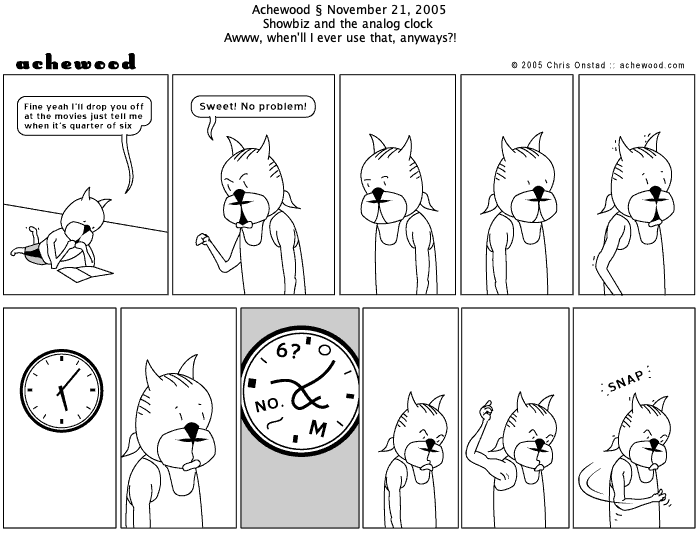 Achewood § November 21, 2005
Showbiz and the analog clock
Awww, when'll I ever use that, anyways?!
achewood
© 2005 Chris Onstad :: achewood.com
Fine yeah I'll drop you off
at the movies just tell me
when it's quarter of six
Sweet! No problem!
6?
NO.
M
SNAP